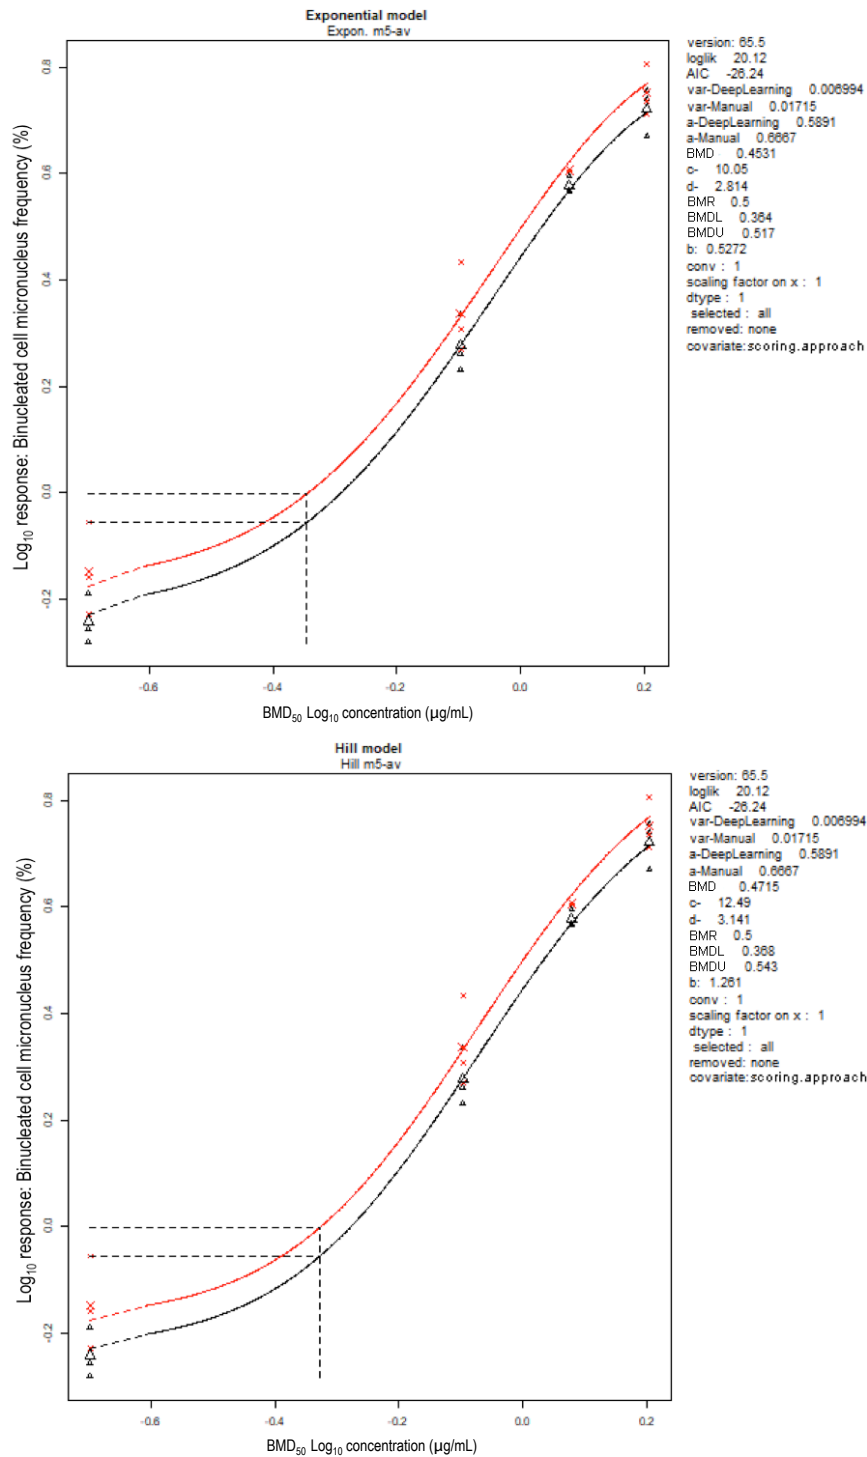 Exponential model
Expon. m5-av
version: 65.5
loglik 20.12
AIC -26.24
var-DeepLearning 0.006994
var-Manual 0.01715
a-DeepLearning 0.5891
a-Manual 0.6667
BMD 0.4531
c- 10.05
d- 2.814
BMR 0.5
BMDL 0.364
BMDU 0.517
b: 0.5272
conv : 1
scaling factor on x : 1
dtype : 1
selected : all
removed: none
covariate:scoring.approach
Log10 response: Binucleated cell micronucleus frequency (%)
0.8
0.6
0.4
0.2
0.0
-0.2
-0.6
-0.4
-0.2
0.0
0.2
BMD50 Log10 concentration (µg/mL)
Hill model
Hill m5-av
version: 65.5
loglik 20.12
AIC -26.24
var-DeepLearning 0.006994
var-Manual 0.01715
a-DeepLearning 0.5891
a-Manual 0.6667
BMD 0.4715
c- 12.49
d- 3.141
BMR 0.5
BMDL 0.368
BMDU 0.543
b: 1.261
conv : 1
scaling factor on x : 1
dtype : 1
selected : all
removed: none
covariate:scoring.approach
Log10 response: Binucleated cell micronucleus frequency (%)
0.8
0.6
0.4
0.2
0.0
-0.2
-0.6
-0.4
-0.2
0.0
0.2
BMD50 Log10 concentration (µg/mL)